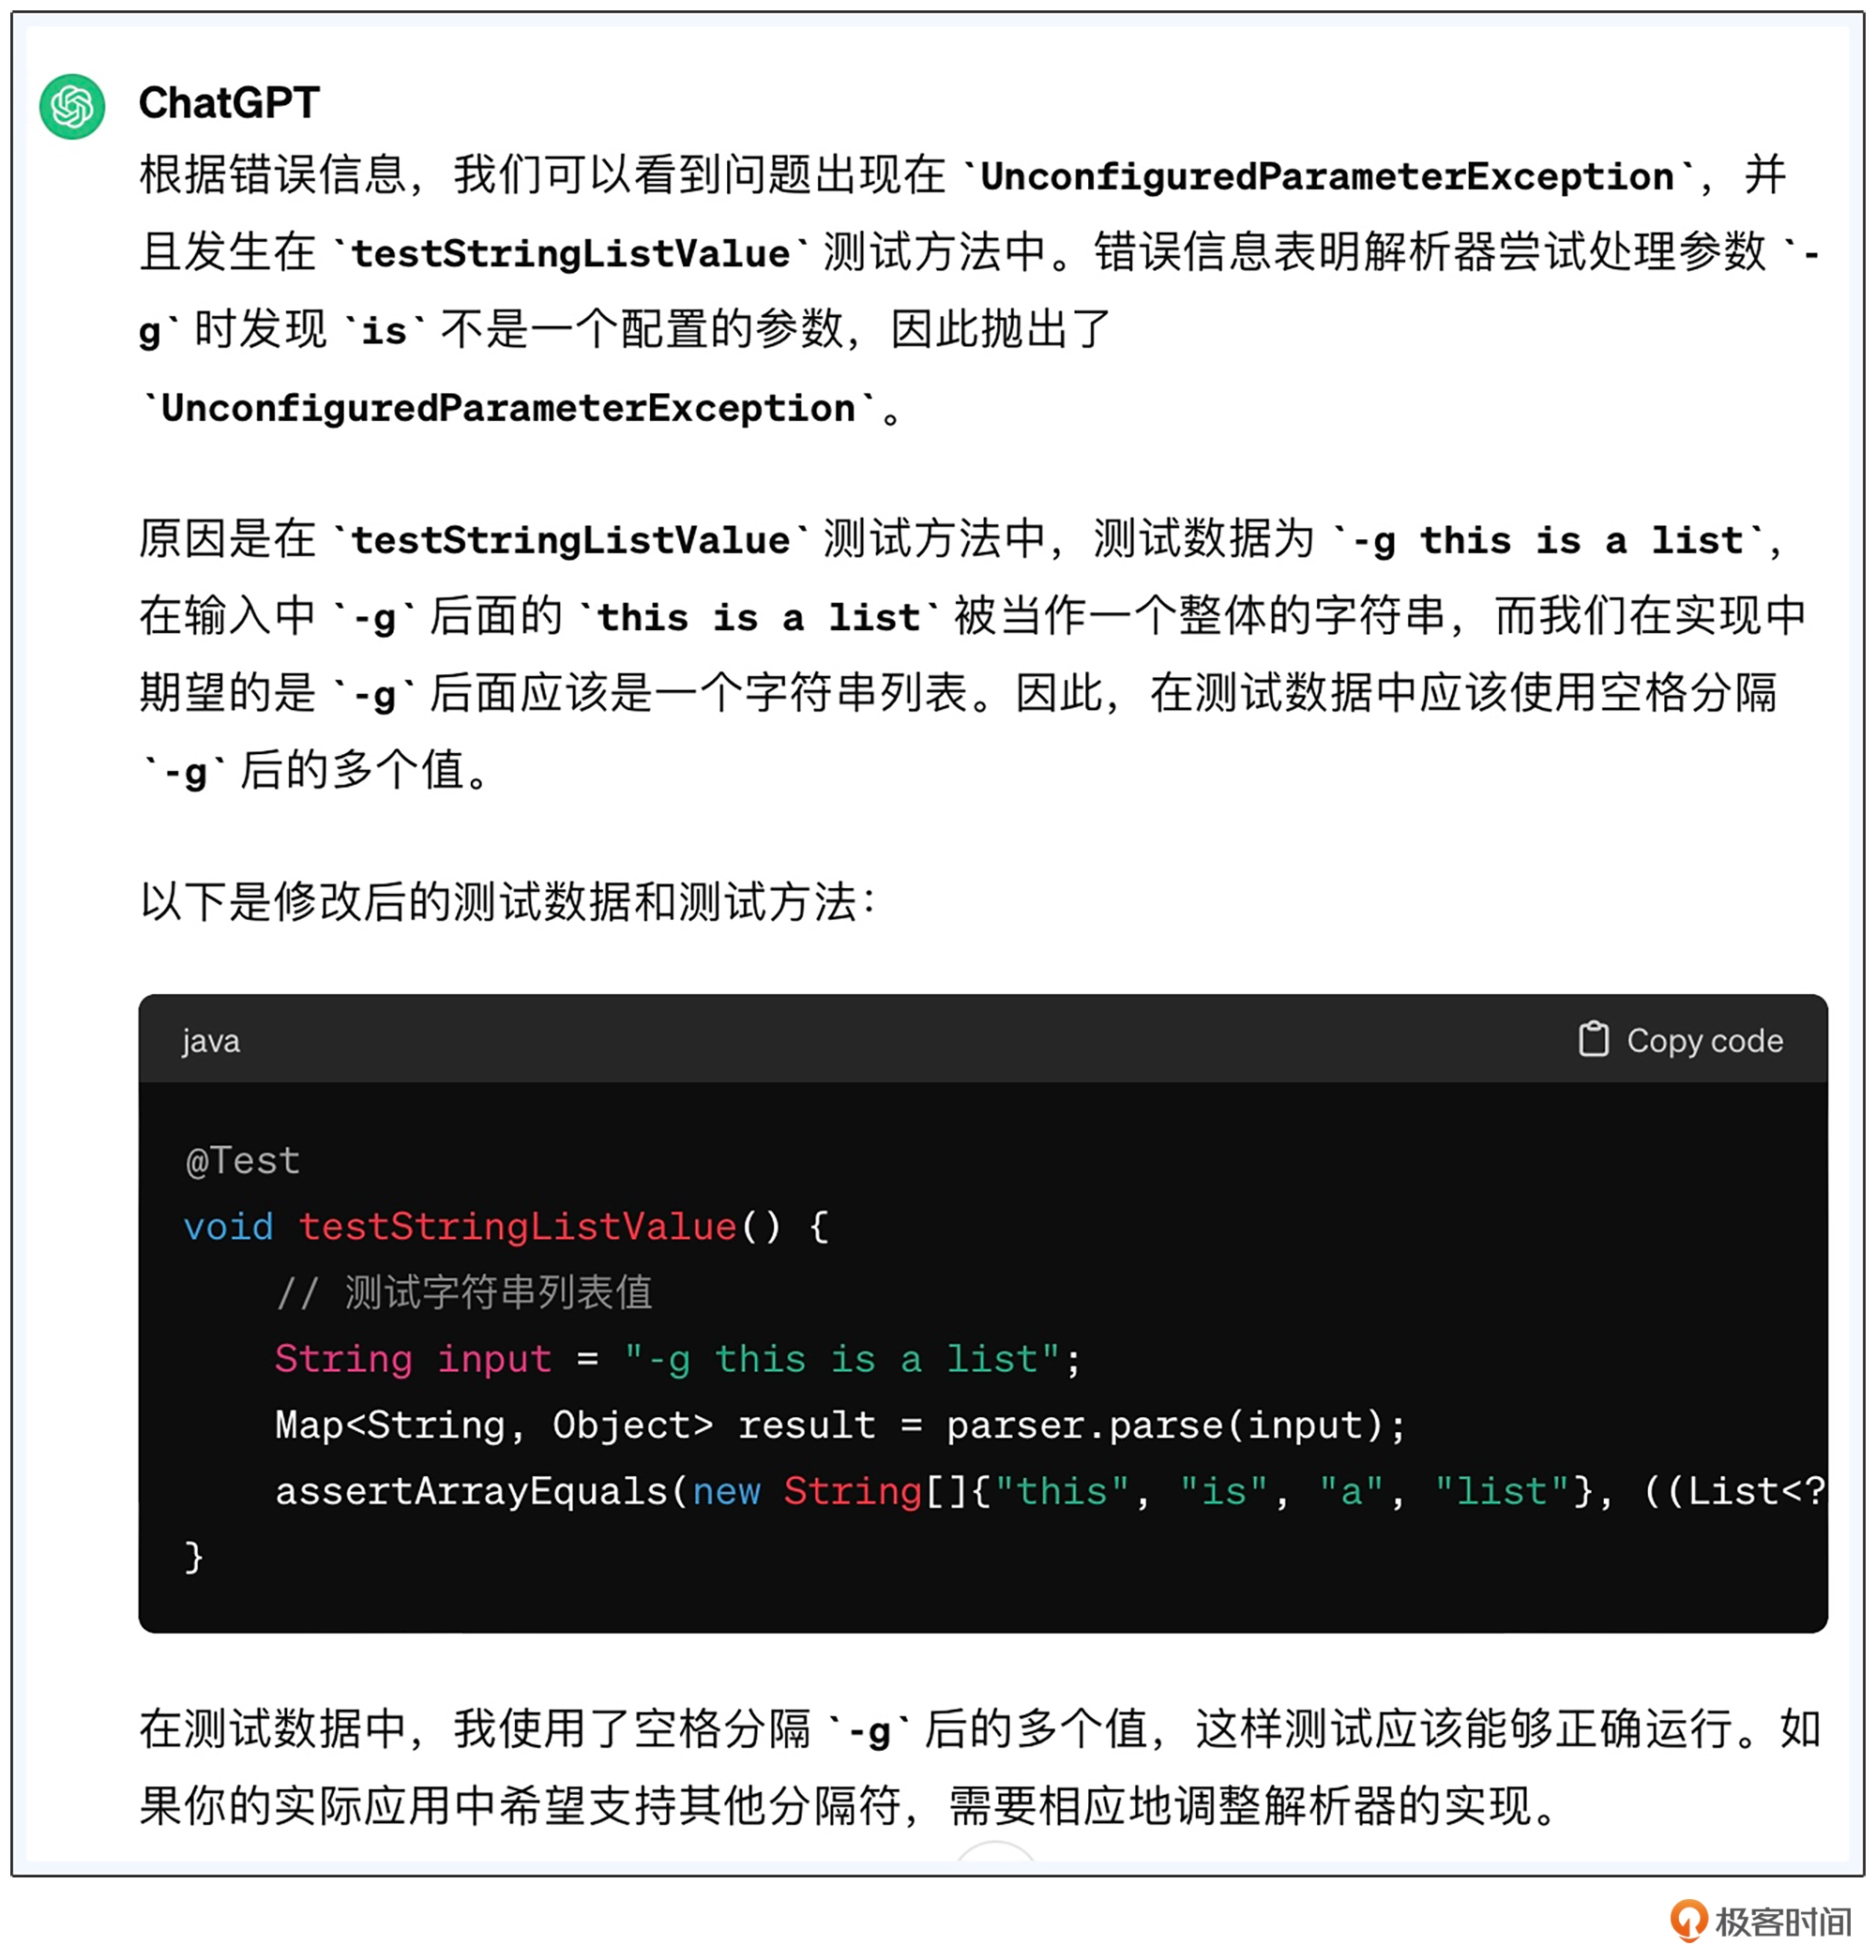 ChatGPT
根据错误信息，我们可以看到问题出现在 `UnconfiguredParameterException`，并
且发生在 `testStringListValue` 测试方法中。错误信息表明解析器尝试处理参数 `-
g` 时发现 `is` 不是一个配置的参数，因此抛出了
`UnconfiguredParameterException`。
原因是在 `testStringListValue` 测试方法中，测试数据为 `-g this is a list`，
在输入中 `-g` 后面的 `this is a list` 被当作一个整体的字符串，而我们在实现中
期望的是 `-g` 后面应该是一个字符串列表。因此，在测试数据中应该使用空格分隔
`-g` 后的多个值。
以下是修改后的测试数据和测试方法：
java Copy code
@Test
void testStringListValue() {
// 测试字符串列表值
String input = "-g this is a list";
Map<String, Object> result = parser.parse(input);
assertArrayEquals(new String[]{"this", "is", "a", "list"}, ((List<?
}
在测试数据中，我使用了空格分隔 `-g` 后的多个值，这样测试应该能够正确运行。如
果你的实际应用中希望支持其他分隔符，需要相应地调整解析器的实现。
极客时间